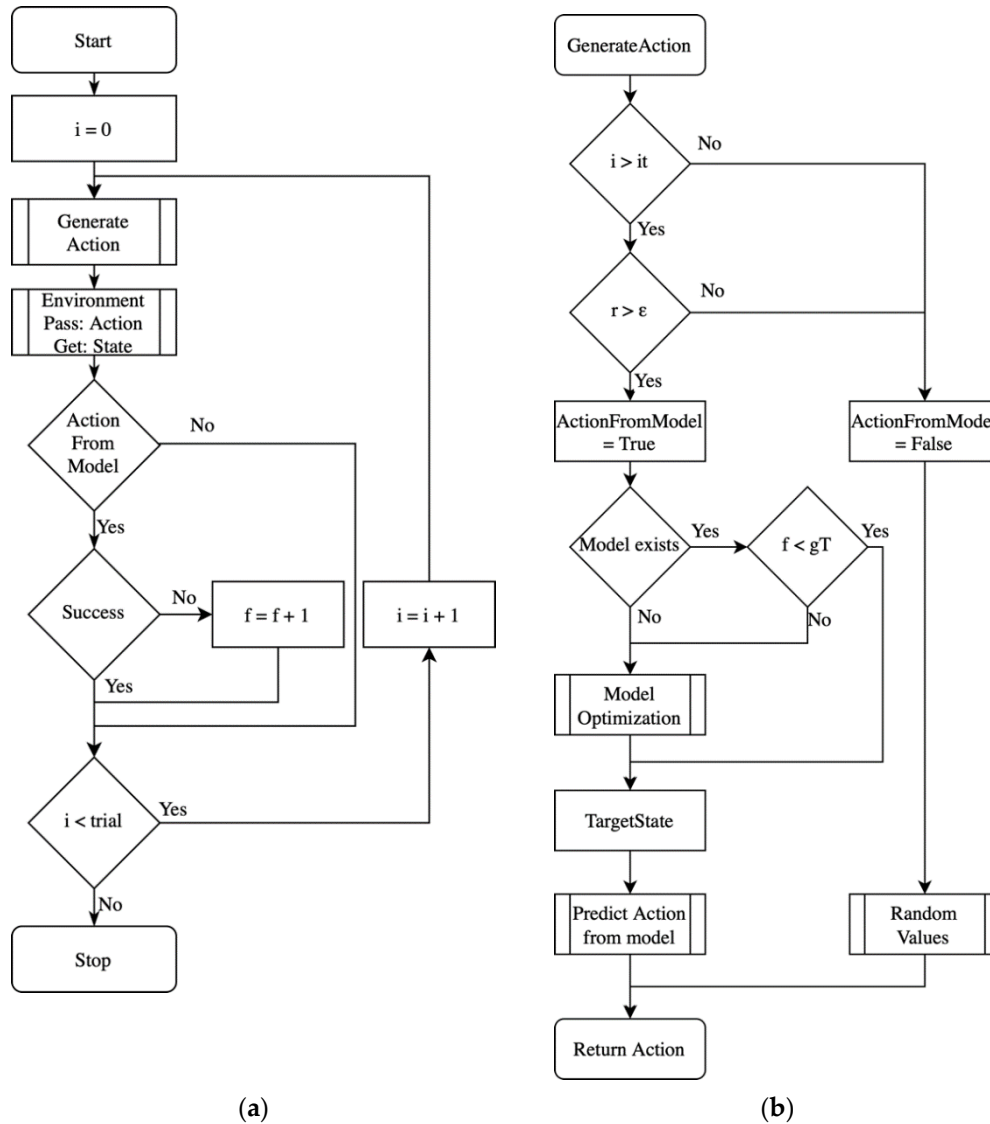 Start
i = 0
Generate
Action
Environment
Pass: Action
Get: State
Action
From
Model
No
Yes
Success
No
f = f + 1
i = i + 1
Yes
i < trial
Yes
No
Stop
(a)
GenerateAction
i > it
No
Yes
r > ε
No
Yes
ActionFromModel
= True
ActionFromMode
= False
Model exists
Yes
f < gT
Yes
No
No
Model
Optimization
TargetState
Predict Action
from model
Random
Values
Return Action
(b)